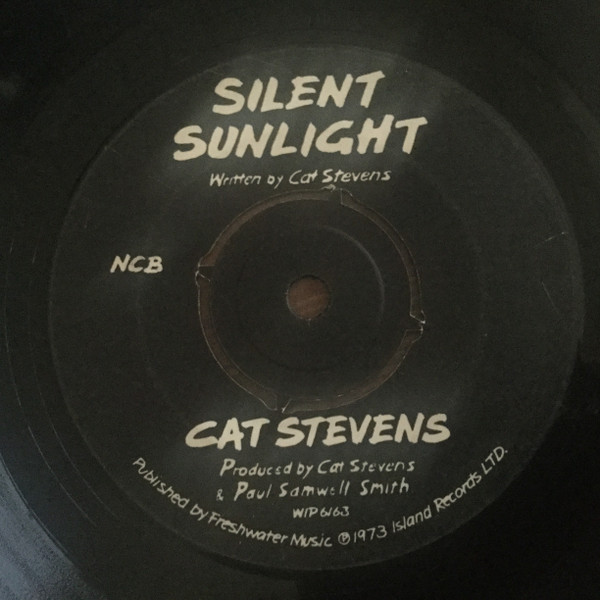 SILENT
SUNLIGHT
Written by Cat Stevens
NCB
CAT STEVENS
Produced by Cat Stevens
& Paul Samwell Smith
WIP 6163
Published by Freshwater Music ℗1973 Island Records LTD.